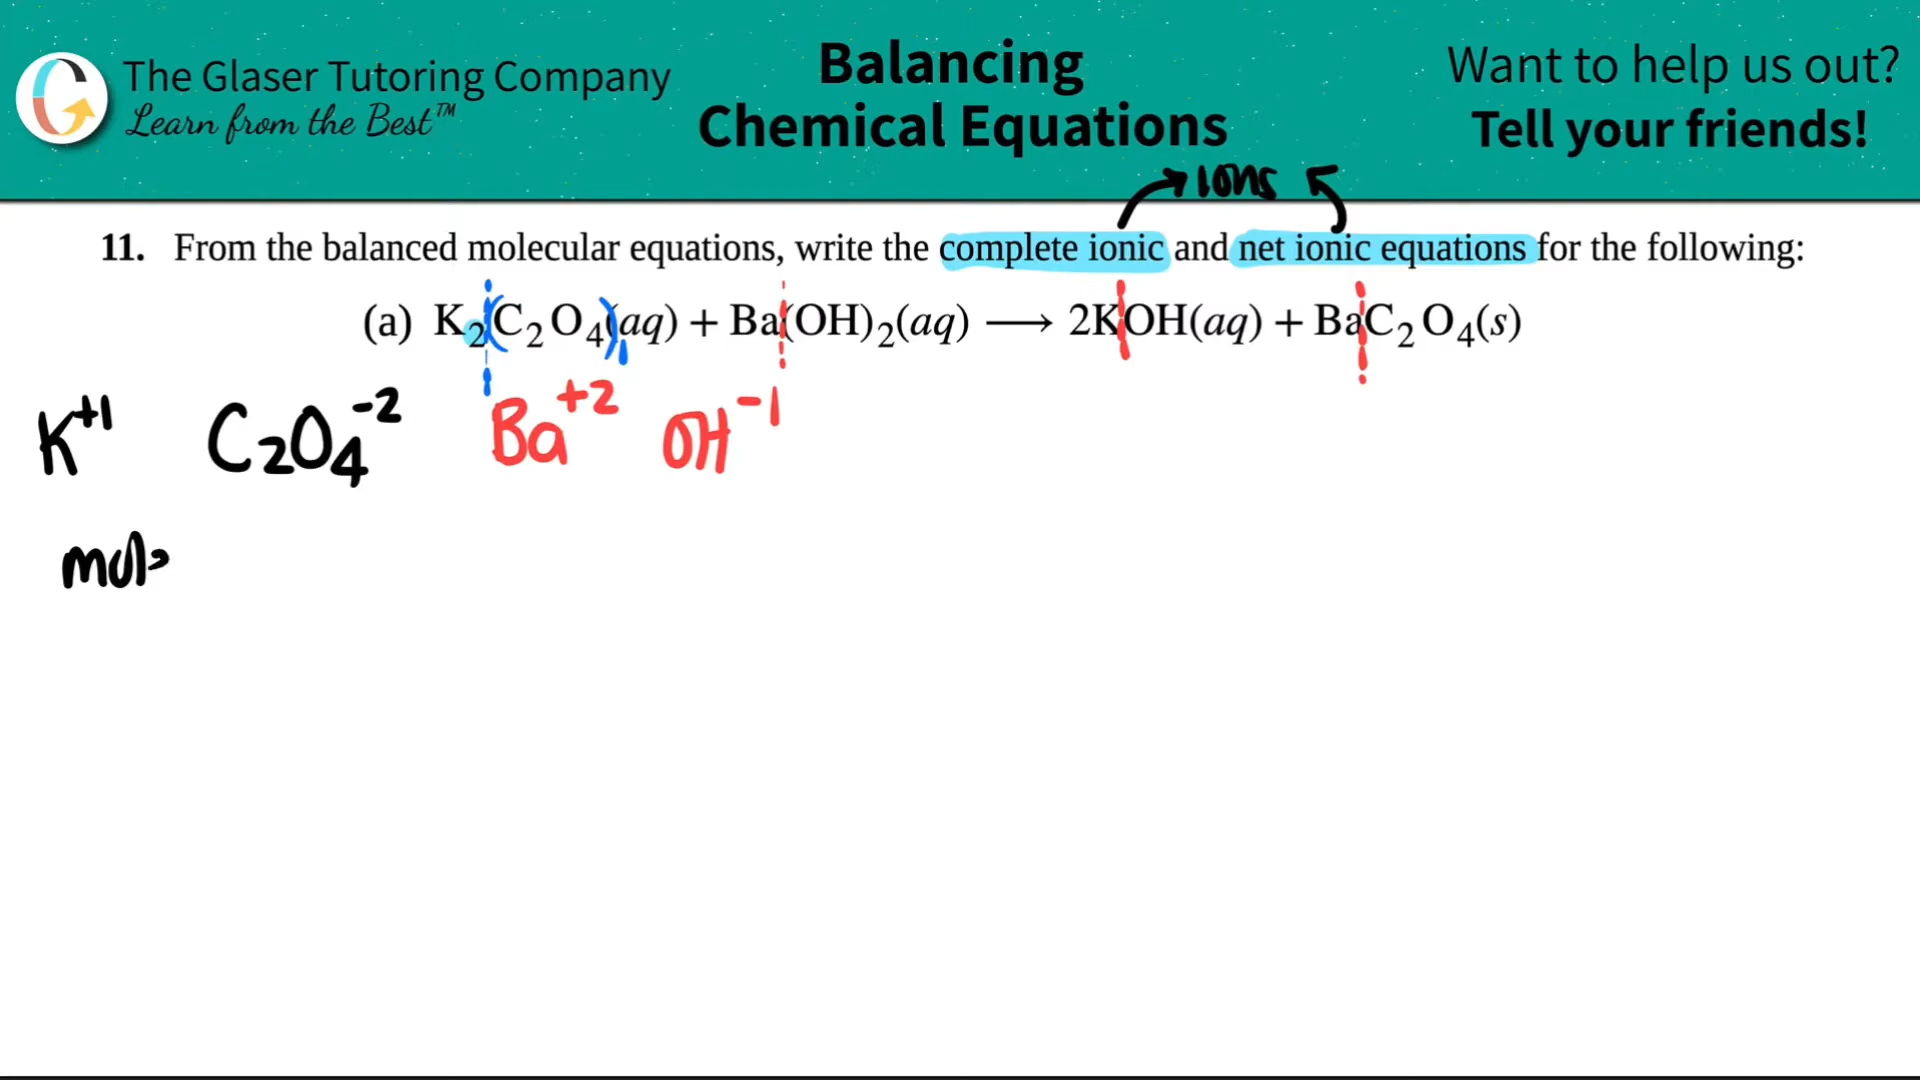 The Glaser Tutoring Company
Learn from the Best™
Balancing
Chemical Equations
Want to help us out?
Tell your friends!
ions
11. From the balanced molecular equations, write the complete ionic and net ionic equations for the following:
(a) K₂(C₂O₄)₁(aq) + Ba(OH)₂(aq) ⟶ 2KOH(aq) + BaC₂O₄(s)
K⁺¹ C₂O₄⁻² Ba⁺² OH⁻¹